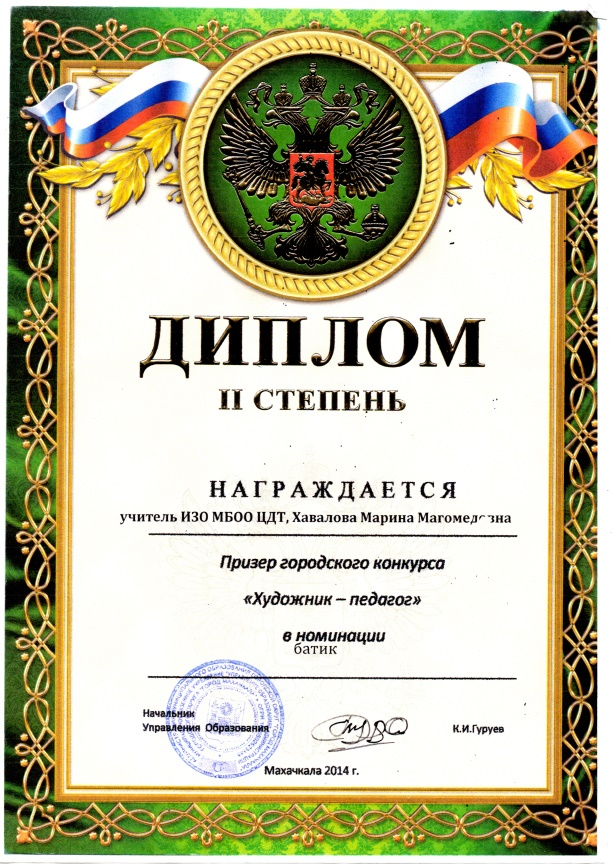 ДИПЛОМ
II СТЕПЕНЬ
НАГРАЖДАЕТСЯ
учитель ИЗО МБОО ЦДТ, Хавалова Марина Магомедовна
Призер городского конкурса
«Художник – педагог»
в номинации
батик
Начальник
Управления Образования
К.И.Гуруев
Махачкала 2014 г.